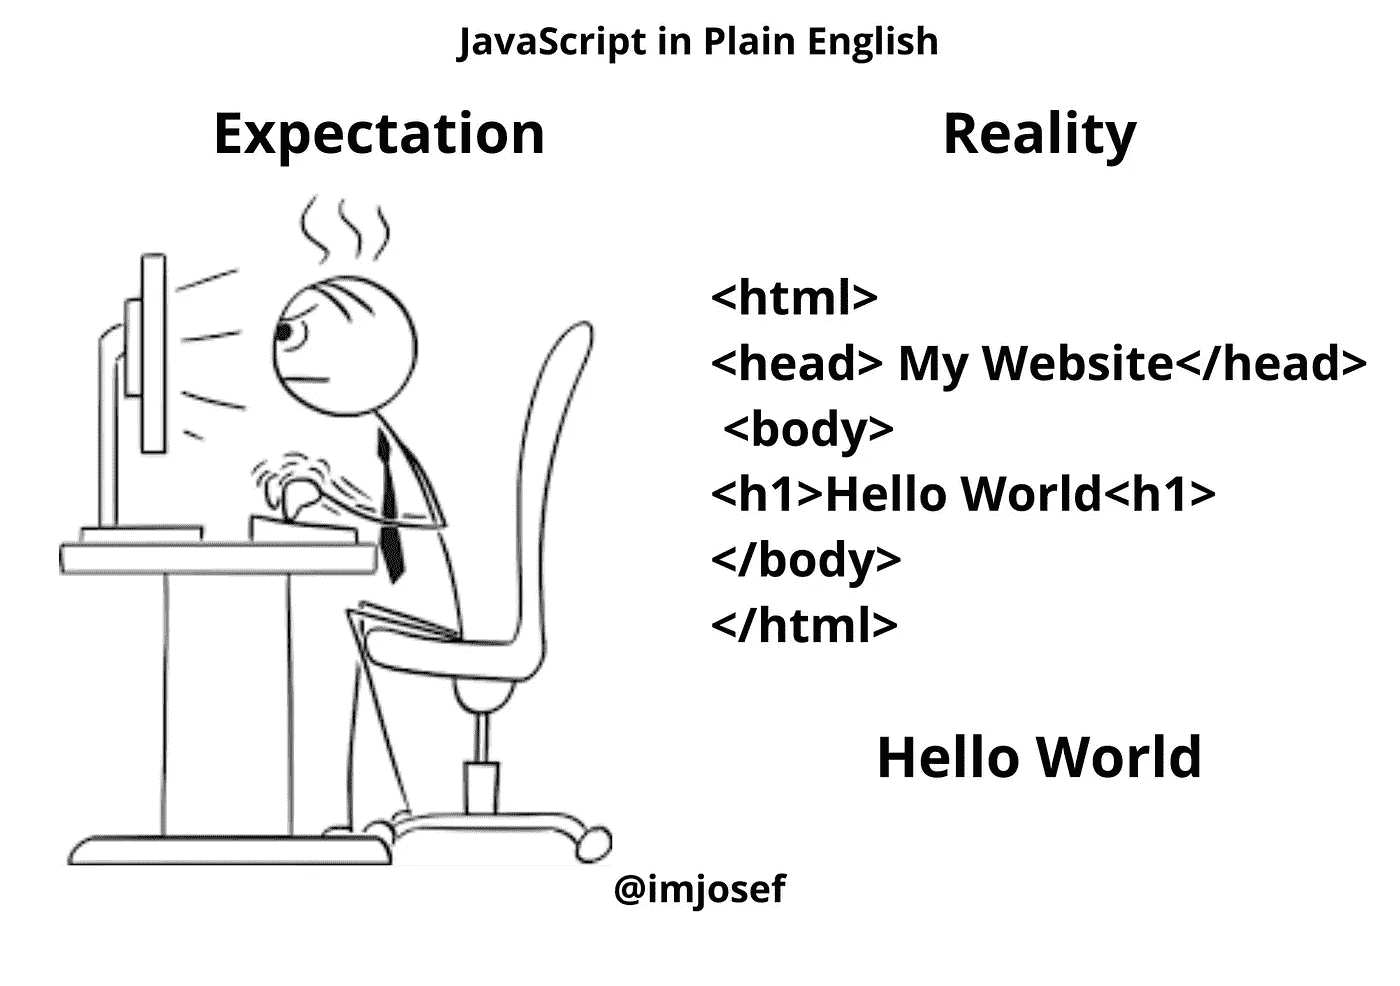 JavaScript in Plain English
Expectation
Reality
<html>
<head> My Website</head>
<body>
<h1>Hello World<h1>
</body>
</html>
Hello World
@imjosef